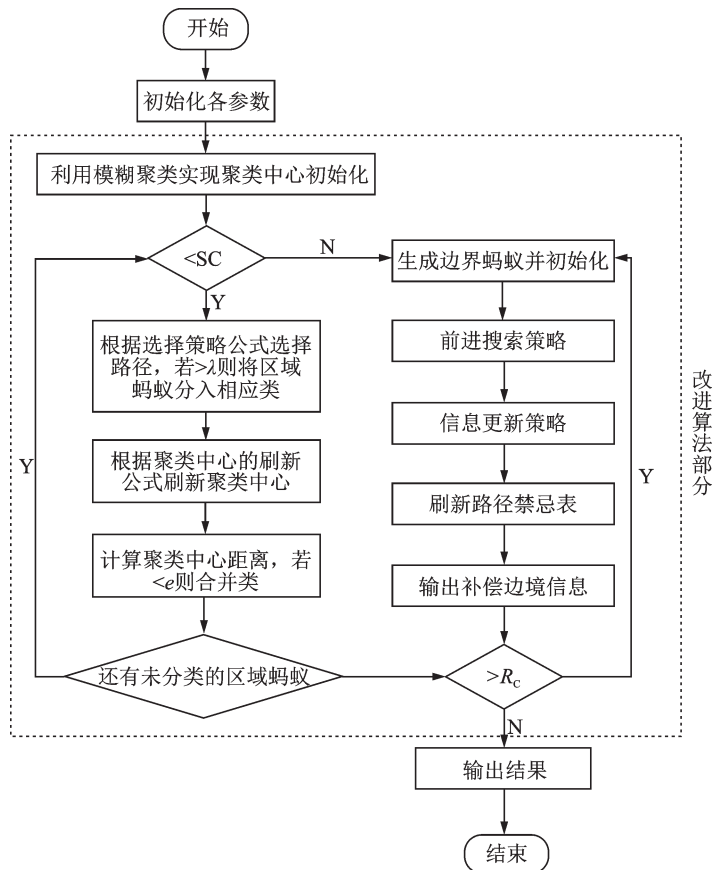 开始
初始化各参数
利用模糊聚类实现聚类中心初始化
<SC
N
生成边界蚂蚁并初始化
Y
根据选择策略公式选择
路径，若>λ则将区域
蚂蚁分入相应类
前进搜索策略
信息更新策略
根据聚类中心的刷新
公式刷新聚类中心
刷新路径禁忌表
计算聚类中心距离，若
<e则合并类
输出补偿边境信息
还有未分类的区域蚂蚁
>Rc
Y
Y
N
改进算法部分
输出结果
结束